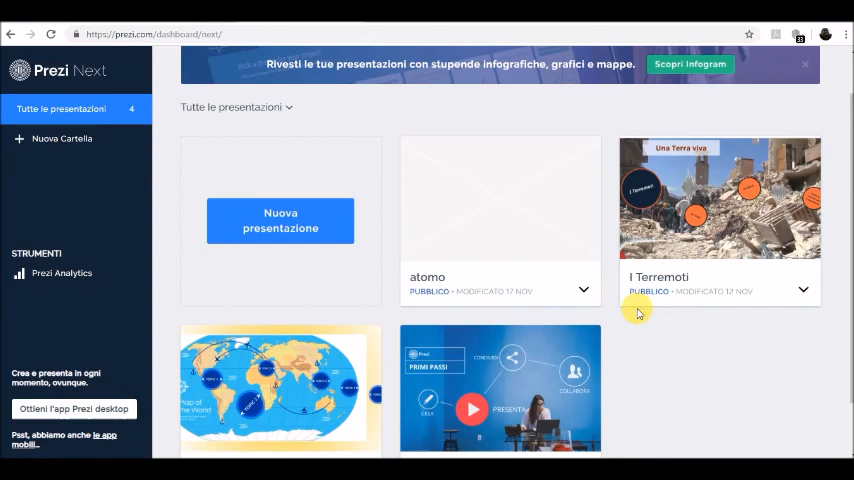 https://prezi.com/dashboard/next/
33
Prezi Next
Rivesti le tue presentazioni con stupende infografiche, grafici e mappe.
Scopri Infogram
Tutte le presentazioni 4
Tutte le presentazioni
Nuova Cartella
Nuova
presentazione
Una Terra viva
I Terremoti
atomo
PUBBLICO • MODIFICATO 17 NOV
I Terremoti
PUBBLICO • MODIFICATO 12 NOV
STRUMENTI
Prezi Analytics
Crea e presenta in ogni
momento, ovunque.
Ottieni l'app Prezi desktop
Psst, abbiamo anche le app
mobili...
Map of
the World
Prezi
PRIMI PASSI
CONDIVIDI
COLLABORA
CREA
PRESENTA